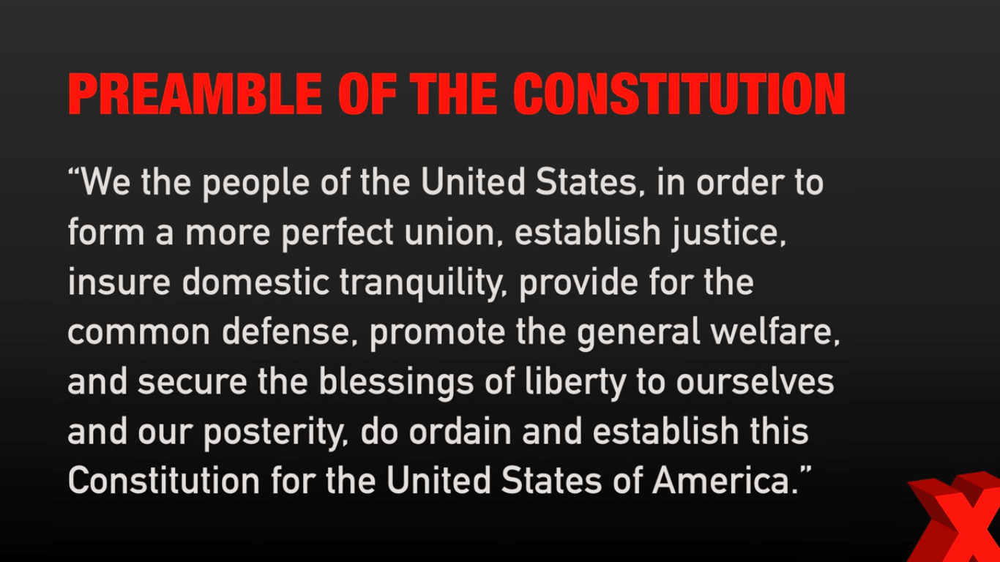 PREAMBLE OF THE CONSTITUTION
“We the people of the United States, in order to
form a more perfect union, establish justice,
insure domestic tranquility, provide for the
common defense, promote the general welfare,
and secure the blessings of liberty to ourselves
and our posterity, do ordain and establish this
Constitution for the United States of America.”
X